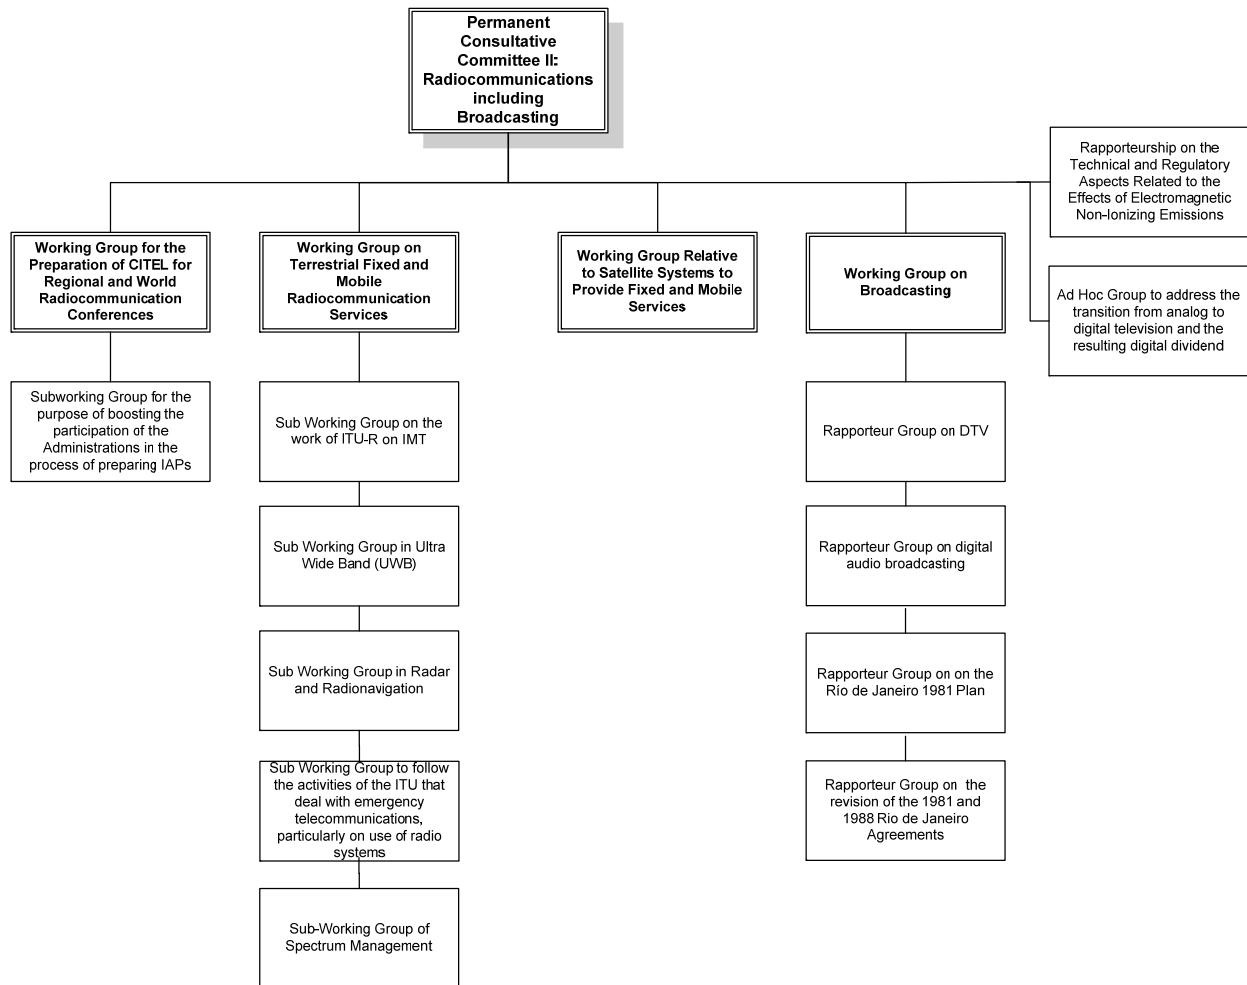 Permanent
Consultative
Committee II:
Radiocommunications
including
Broadcasting
Rapporteurship on the
Technical and Regulatory
Aspects Related to the
Effects of Electromagnetic
Non-Ionizing Emissions
Working Group for the
Preparation of CITEL for
Regional and World
Radiocommunication
Conferences
Working Group on
Terrestrial Fixed and
Mobile
Radiocommunication
Services
Working Group Relative
to Satellite Systems to
Provide Fixed and Mobile
Services
Working Group on
Broadcasting
Ad Hoc Group to address the
transition from analog to
digital television and the
resulting digital dividend
Subworking Group for the
purpose of boosting the
participation of the
Administrations in the
process of preparing IAPs
Sub Working Group on the
work of ITU-R on IMT
Rapporteur Group on DTV
Sub Working Group in Ultra
Wide Band (UWB)
Rapporteur Group on digital
audio broadcasting
Sub Working Group in Radar
and Radionavigation
Rapporteur Group on on the
Río de Janeiro 1981 Plan
Sub Working Group to follow
the activities of the ITU that
deal with emergency
telecommunications,
particularly on use of radio
systems
Rapporteur Group on the
revision of the 1981 and
1988 Rio de Janeiro
Agreements
Sub-Working Group of
Spectrum Management